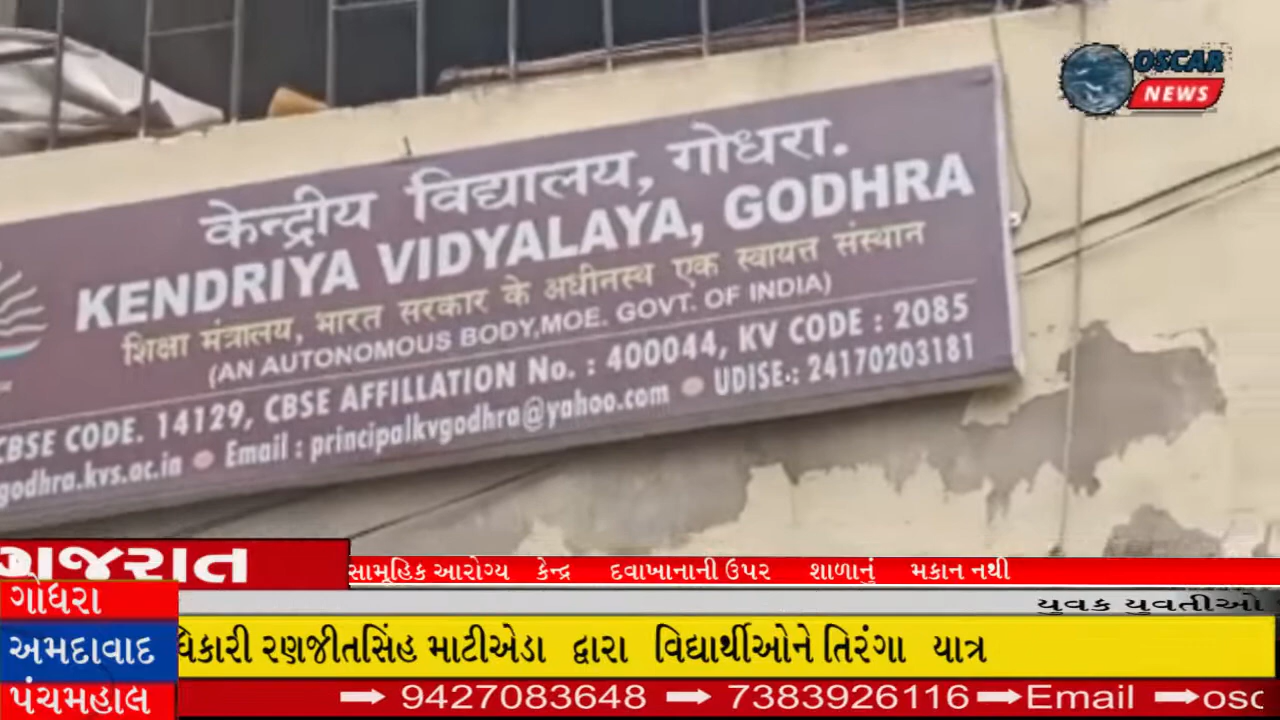 OSCAR
NEWS
केन्द्रीय विद्यालय, गोधरा.
KENDRIYA VIDYALAYA, GODHRA
शिक्षा मंत्रालय, भारत सरकार के अधीनस्थ एक स्वायत्त संस्थान
(AN AUTONOMOUS BODY,MOE. GOVT. OF INDIA)
CBSE CODE. 14129, CBSE AFFILLATION No. : 400044, KV CODE : 2085
godhra.kvs.ac.in Email : principalkvgodhra@yahoo.com UDISE.: 24170203181
ગુજરાત
સામૂહિક આરોગ્ય કેન્દ્ર દવાખાનાની ઉપર શાળાનું મકાન નથી
ગોધરા
યુવક યુવતીઓ
અમદાવાદ
ધિકારી રણજીતસિંહ માટીએડા દ્વારા વિદ્યાર્થીઓને તિરંગા યાત્ર
પંચમહાલ
➡ 9427083648 ➡ 7383926116 ➡Email ➡osc